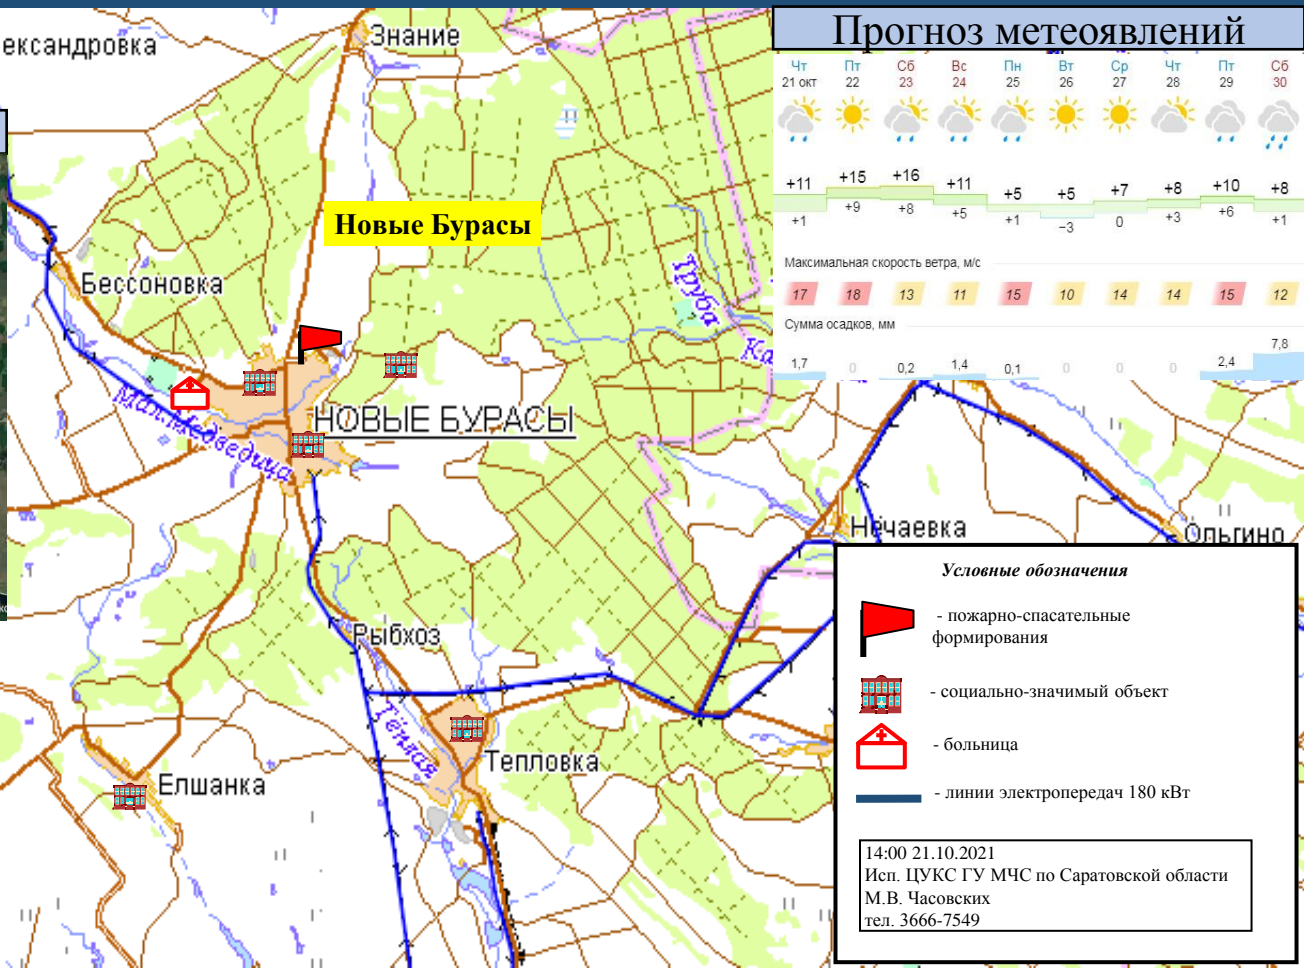 Прогноз метеоявлений
Чт Пт Сб Вс Пн Вт Ср Чт Пт Сб
21 окт 22 23 24 25 26 27 28 29 30
+11 +15 +16 +11 +5 +5 +7 +8 +10 +8
+1 +9 +8 +5 +1 −3 0 +3 +6 +1
Максимальная скорость ветра, м/с
17 18 13 11 15 10 14 14 15 12
Сумма осадков, мм
1,7 0 0,2 1,4 0,1 0 0 0 2,4 7,8
ександровка
Знание
Новые Бурасы
Бессоновка
Труба
Ка
Мал.Медведица
НОВЫЕ БУРАСЫ
Нечаевка
Ольгино
Рыбхоз
Тёплая
Тепловка
Елшанка
Условные обозначения
- пожарно-спасательные
формирования
- социально-значимый объект
- больница
- линии электропередач 180 кВт
14:00 21.10.2021
Исп. ЦУКС ГУ МЧС по Саратовской области
М.В. Часовских
тел. 3666-7549